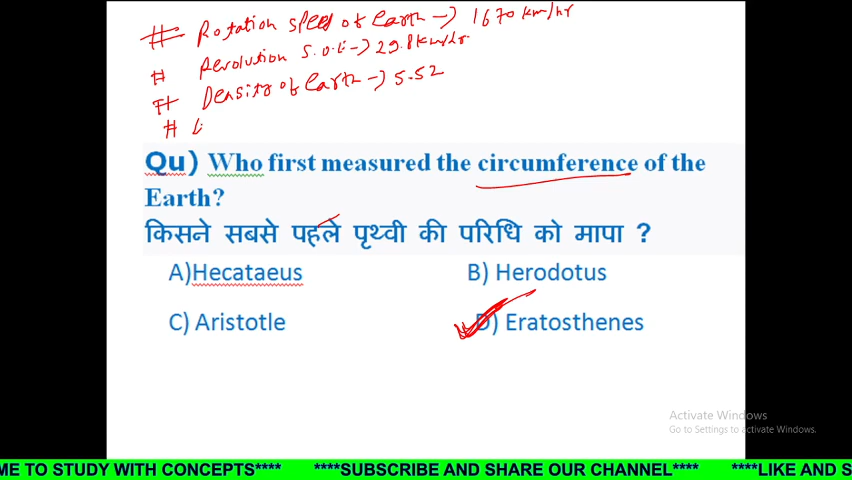 # Rotation speed of Earth -> 1670 km/hr
# Revolution S.O.E -> 29.8 km/hr
# Density of Earth -> 5.52
#
Qu) Who first measured the circumference of the
Earth?
किसने सबसे पहले पृथ्वी की परिधि को मापा ?
A)Hecataeus B) Herodotus
C) Aristotle D) Eratosthenes
Activate Windows
Go to Settings to activate Windows.
ME TO STUDY WITH CONCEPTS**** ****SUBSCRIBE AND SHARE OUR CHANNEL**** ****LIKE AND S